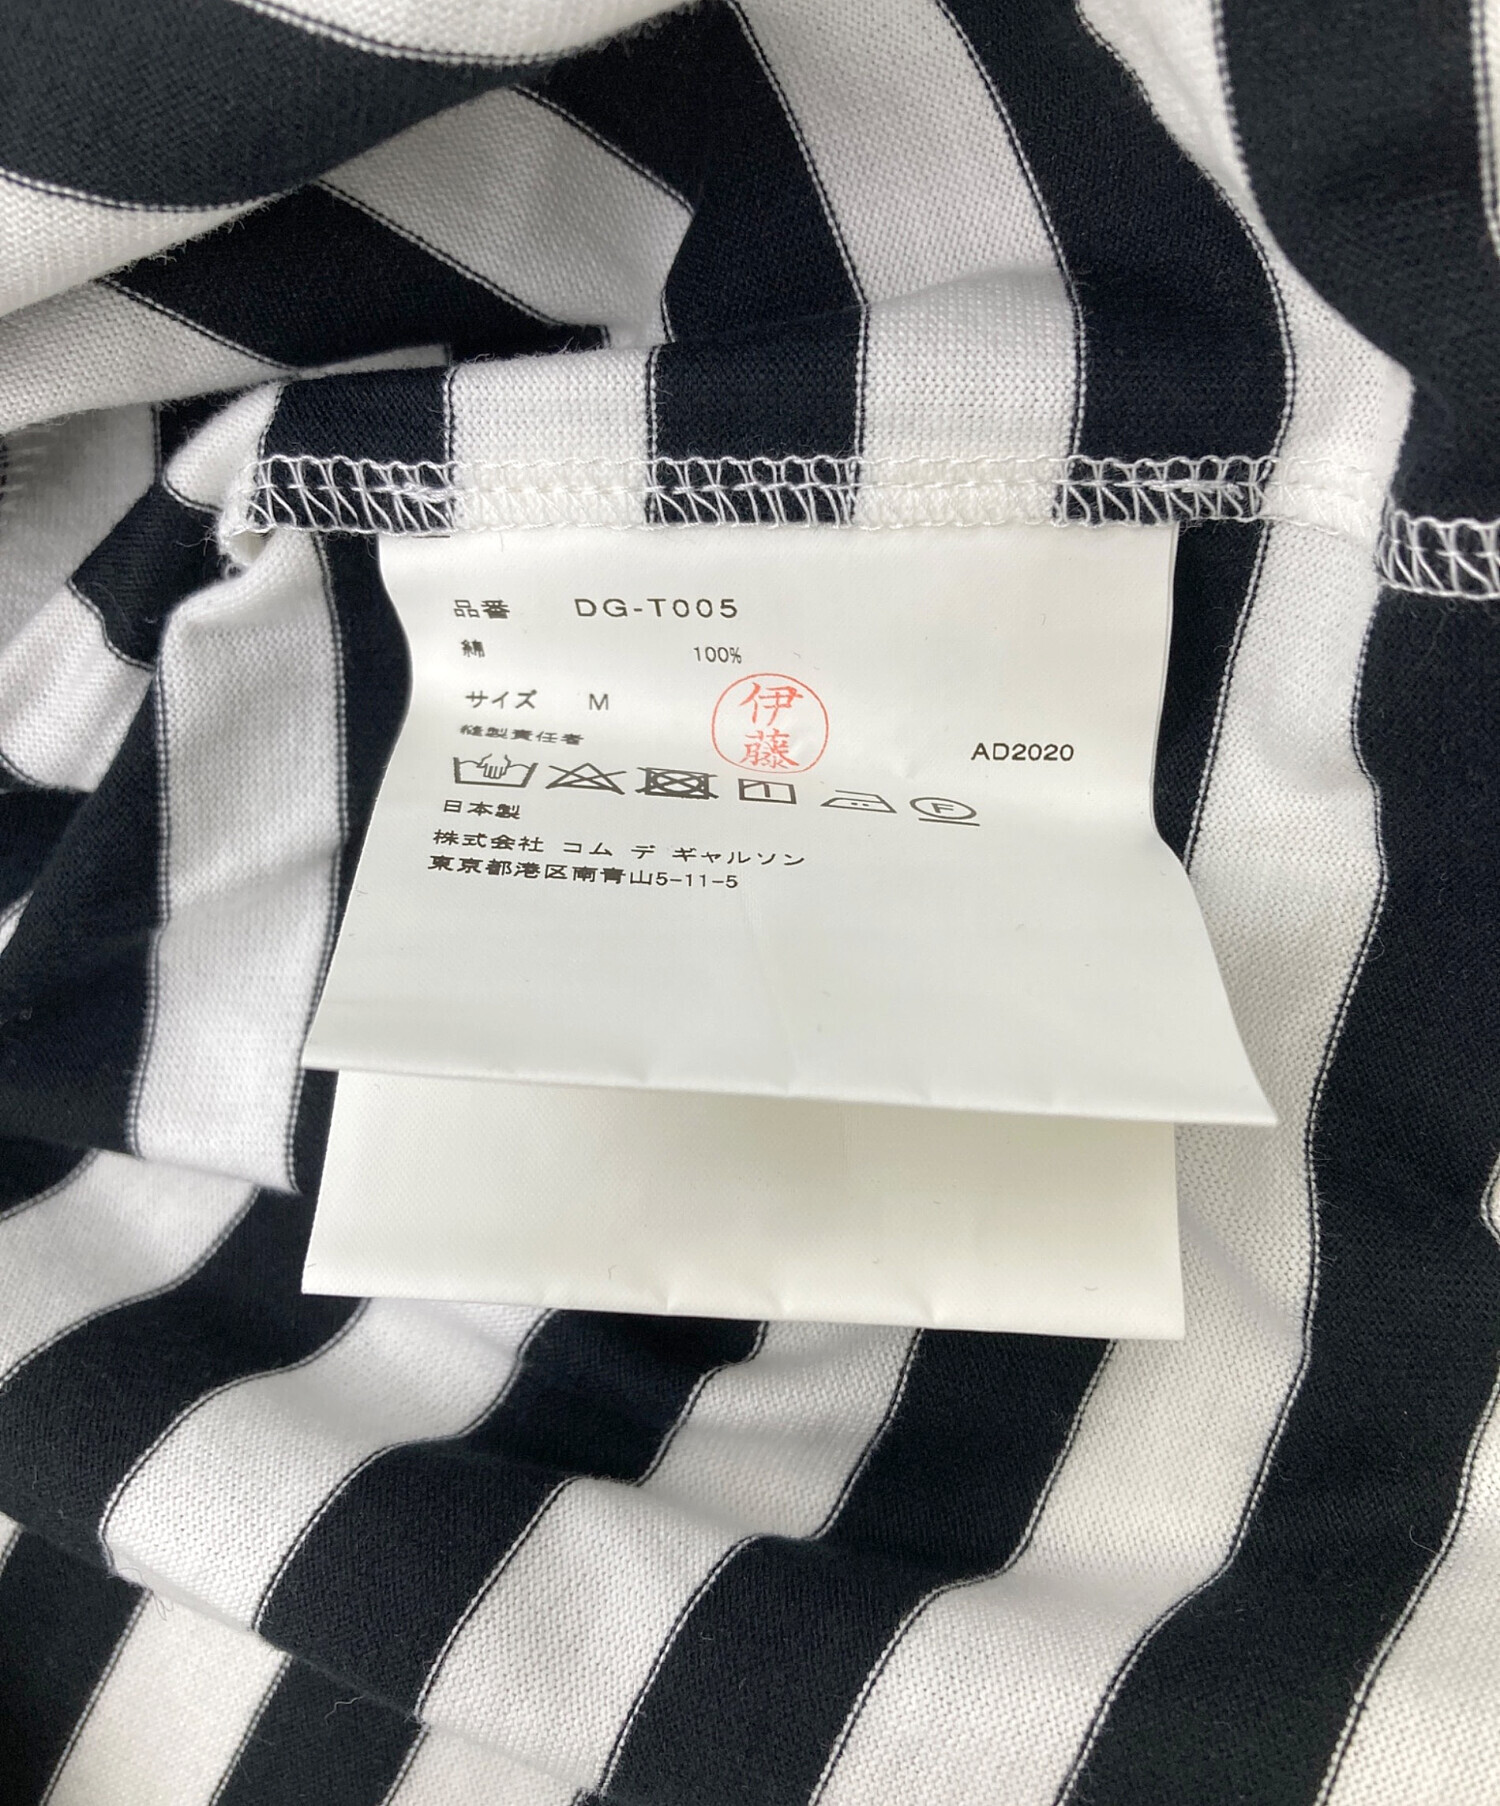 品番 DG-T005
綿 100%
サイズ M
伊藤
縫製責任者
AD2020
F
日本製
株式会社 コム デ ギャルソン
東京都港区南青山5-11-5